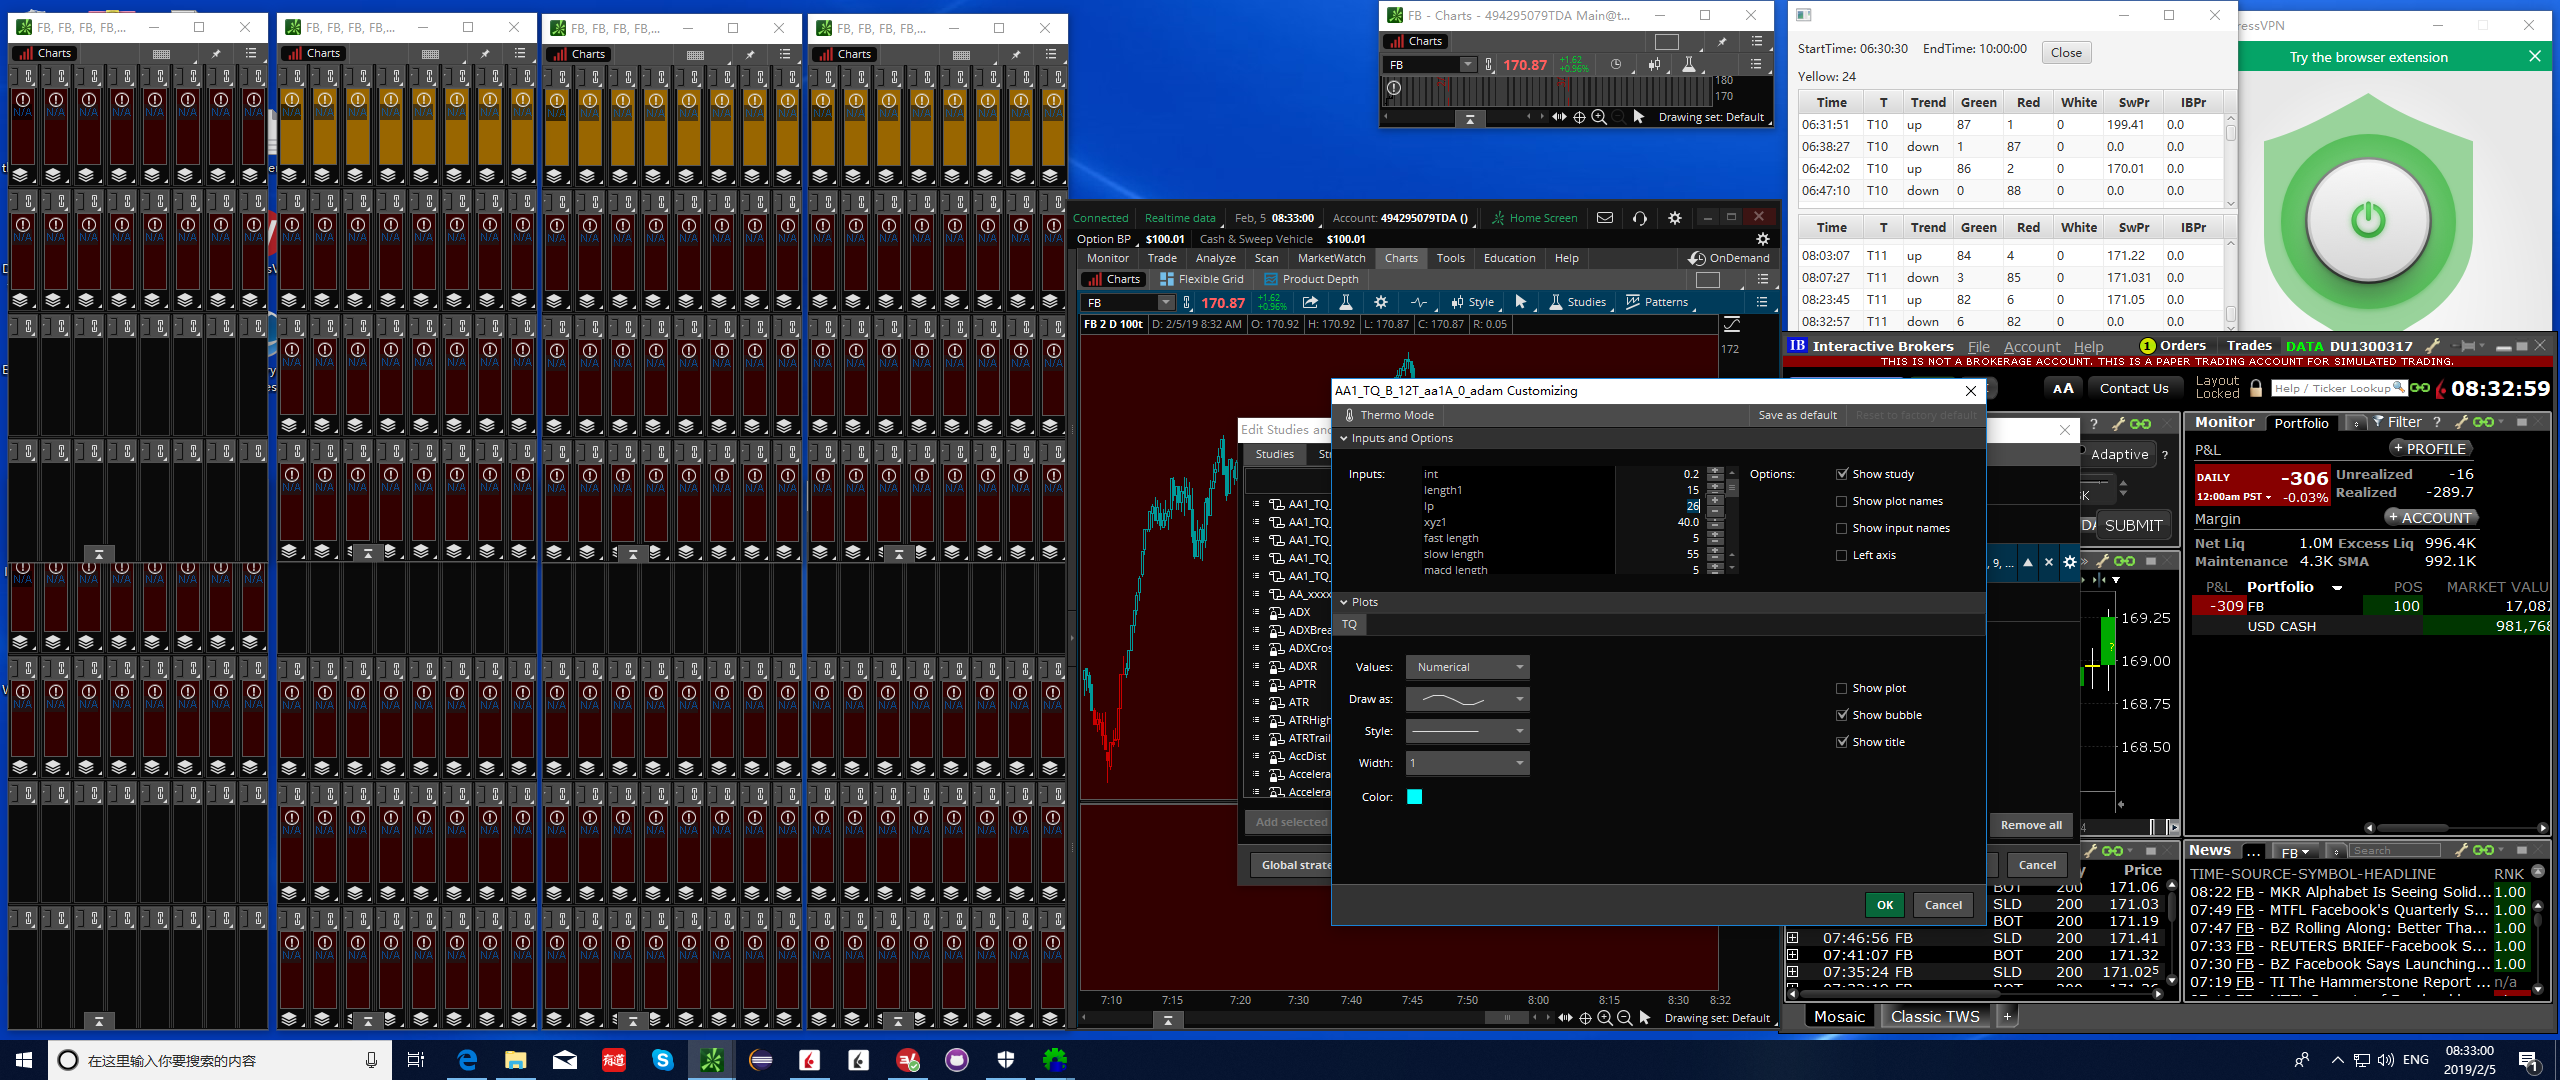 FB, FB, FB, FB,...
FB, FB, FB, FB,...
FB, FB, FB, FB,...
FB, FB, FB, FB,...
Charts
Charts
Charts
Charts
N/A N/A N/A N/A N/A N/A N/A N/A
FB - Charts - 494295079TDA Main@t...
Charts
FB 170.87 +1.62 +0.96%
180
170
Drawing set: Default
StartTime: 06:30:30 EndTime: 10:00:00 Close
Yellow: 24
Time T Trend Green Red White SwPr IBPr
06:31:51 T10 up 87 1 0 199.41 0.0
06:38:27 T10 down 1 87 0 0.0 0.0
06:42:02 T10 up 86 2 0 170.01 0.0
06:47:10 T10 down 0 88 0 0.0 0.0
Time T Trend Green Red White SwPr IBPr
08:03:07 T11 up 84 4 0 171.22 0.0
08:07:27 T11 down 3 85 0 171.031 0.0
08:23:45 T11 up 82 6 0 171.05 0.0
08:32:57 T11 down 6 82 0 0.0 0.0
ressVPN
Try the browser extension
Connected Realtime data Feb, 5 08:33:00 Account: 494295079TDA () Home Screen
Option BP $100.01 Cash & Sweep Vehicle $100.01
Monitor Trade Analyze Scan MarketWatch Charts Tools Education Help OnDemand
Charts Flexible Grid Product Depth
FB 170.87 +1.62 +0.96% Style Studies Patterns
FB 2 D 100t D: 2/5/19 8:32 AM O: 170.92 H: 170.92 L: 170.87 C: 170.87 R: 0.05
172
7:10 7:15 7:20 7:30 7:40 7:45 7:50 8:00 8:15 8:30 8:32
Drawing set: Default
Edit Studies and
Studies
AA1_TQ_
AA1_TQ_
AA1_TQ_
AA1_TQ_
AA1_TQ_
AA_xxxx
ADX
ADXBrea
ADXCros
ADXR
APTR
ATR
ATRHigh
ATRTrail
AccDist
Accelera
Accelera
Add selected
Global strate
Remove all
Cancel
AA1_TQ_B_12T_aa1A_0_adam Customizing
Thermo Mode Save as default Reset to factory default
Inputs and Options
Inputs:
int 0.2
length1 15
lp 26
xyz1 40.0
fast length 5
slow length 55
macd length 5
Options:
Show study
Show plot names
Show input names
Left axis
Plots
TQ
Values: Numerical
Draw as:
Style:
Width: 1
Color:
Show plot
Show bubble
Show title
OK Cancel
IB Interactive Brokers File Account Help 1 Orders Trades DATA DU1300317
THIS IS NOT A BROKERAGE ACCOUNT. THIS IS A PAPER TRADING ACCOUNT FOR SIMULATED TRADING.
AA Contact Us Layout Locked Help / Ticker Lookup 08:32:59
Adaptive ?
SUBMIT
, 9, ...
169.25
169.00
168.75
168.50
Monitor Portfolio Filter ?
P&L + PROFILE
DAILY -306 Unrealized -16
12:00am PST -0.03% Realized -289.7
Margin + ACCOUNT
Net Liq 1.0M Excess Liq 996.4K
Maintenance 4.3K SMA 992.1K
P&L Portfolio POS MARKET VALU
-309 FB 100 17,087
USD CASH 981,768
Price
BOT 200 171.06
SLD 200 171.03
BOT 200 171.19
07:46:56 FB SLD 200 171.41
07:41:07 FB BOT 200 171.32
07:35:24 FB SLD 200 171.025
News ... FB Search
TIME-SOURCE-SYMBOL-HEADLINE RNK
08:22 FB - MKR Alphabet Is Seeing Solid... 1.00
07:49 FB - MTFL Facebook's Quarterly S... 1.00
07:47 FB - BZ Rolling Along: Better Tha... 1.00
07:33 FB - REUTERS BRIEF-Facebook S... 1.00
07:30 FB - BZ Facebook Says Launching... 1.00
07:19 FB - TI The Hammerstone Report ... n/a
Mosaic Classic TWS +
在这里输入你要搜索的内容
有道
ENG
08:33:00
2019/2/5
1